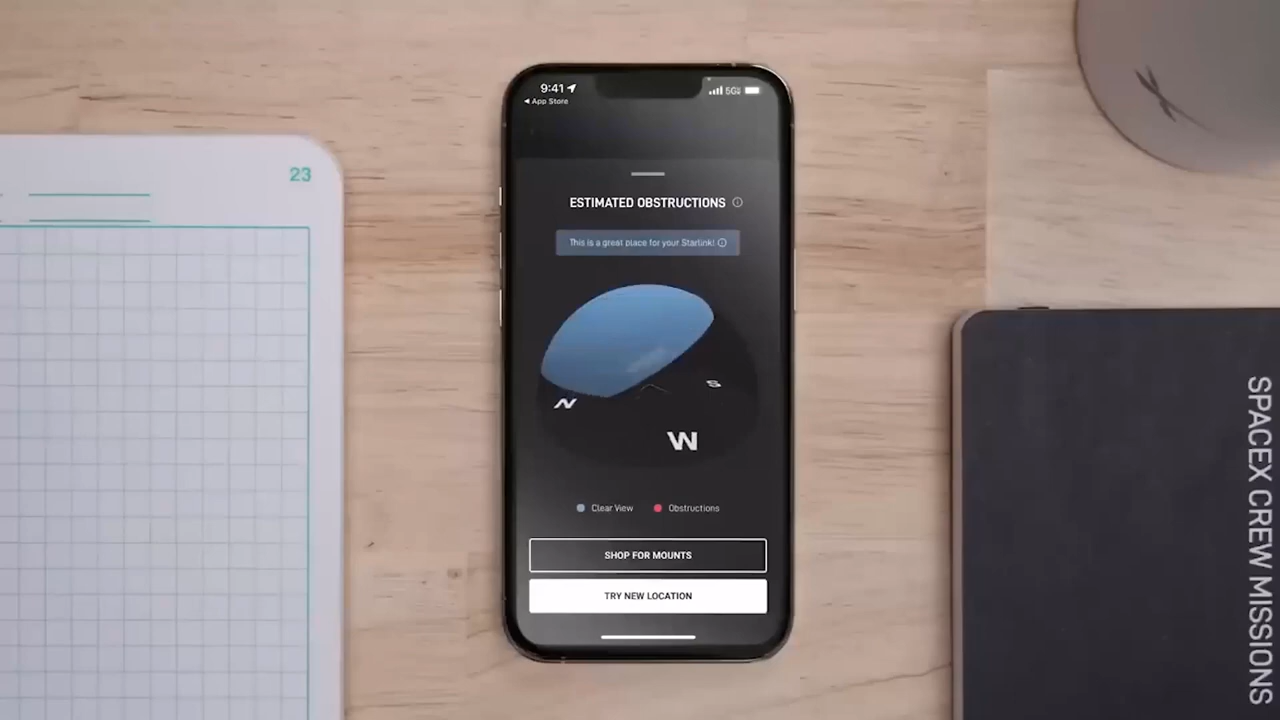 23
9:41
5G
◀ App Store
ESTIMATED OBSTRUCTIONS
This is a great place for your Starlink!
N
S
W
Clear View
Obstructions
SHOP FOR MOUNTS
TRY NEW LOCATION
SPACEX CREW MISSIONS